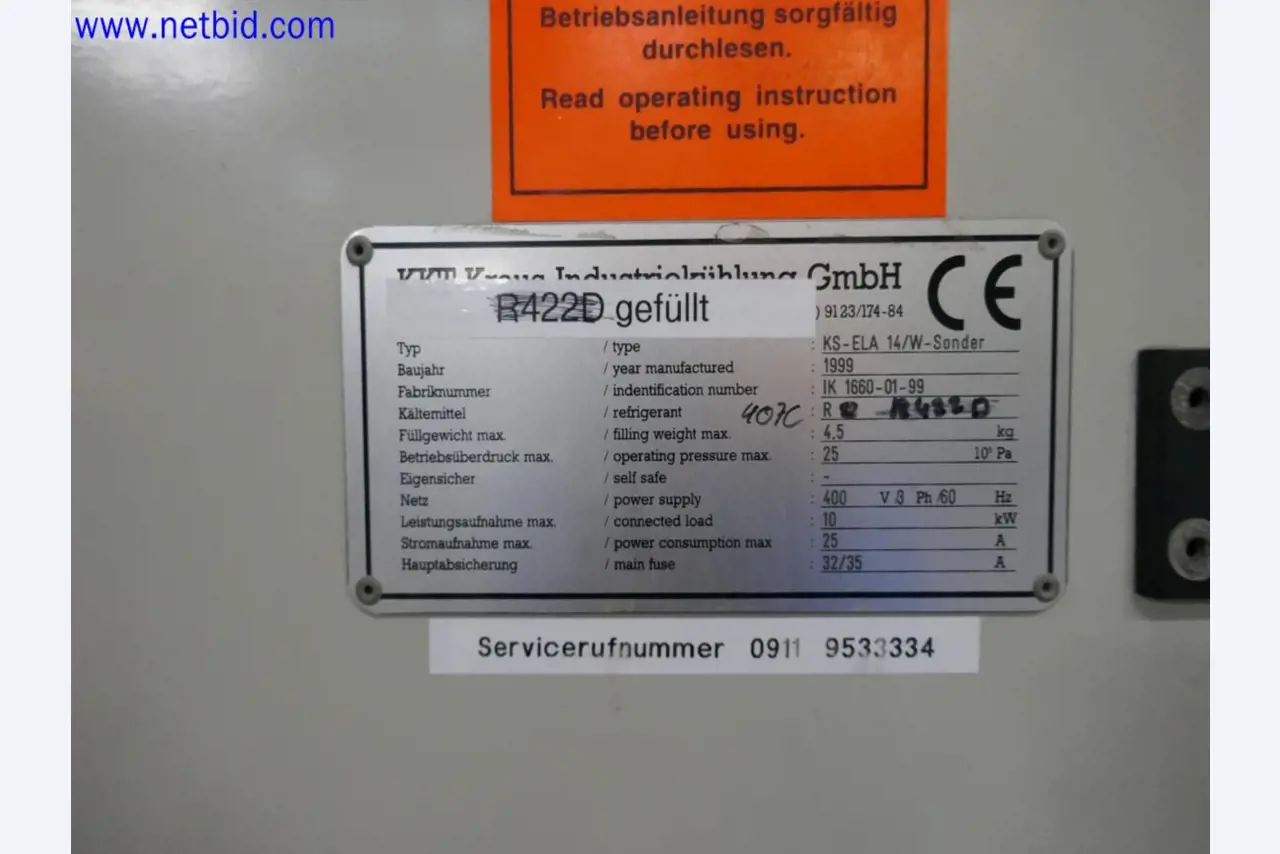 www.netbid.com
Betriebsanleitung sorgfältig
durchlesen.
Read operating instruction
before using.
KKT Kraus Industriekühlung GmbH
R422D gefüllt
) 9123/174-84
CE
Typ / type : KS-ELA 14/W-Sonder
Baujahr / year manufactured : 1999
Fabriknummer / indentification number : IK 1660-01-99
Kältemittel / refrigerant 407C : R R422D
Füllgewicht max. / filling weight max. : 4.5 kg
Betriebsüberdruck max. / operating pressure max. : 25 10⁵ Pa
Eigensicher / self safe : -
Netz / power supply : 400 V /3 Ph /60 Hz
Leistungsaufnahme max. / connected load : 10 kW
Stromaufnahme max. / power consumption max : 25 A
Hauptabsicherung / main fuse : 32/35 A
Servicerufnummer 0911 9533334